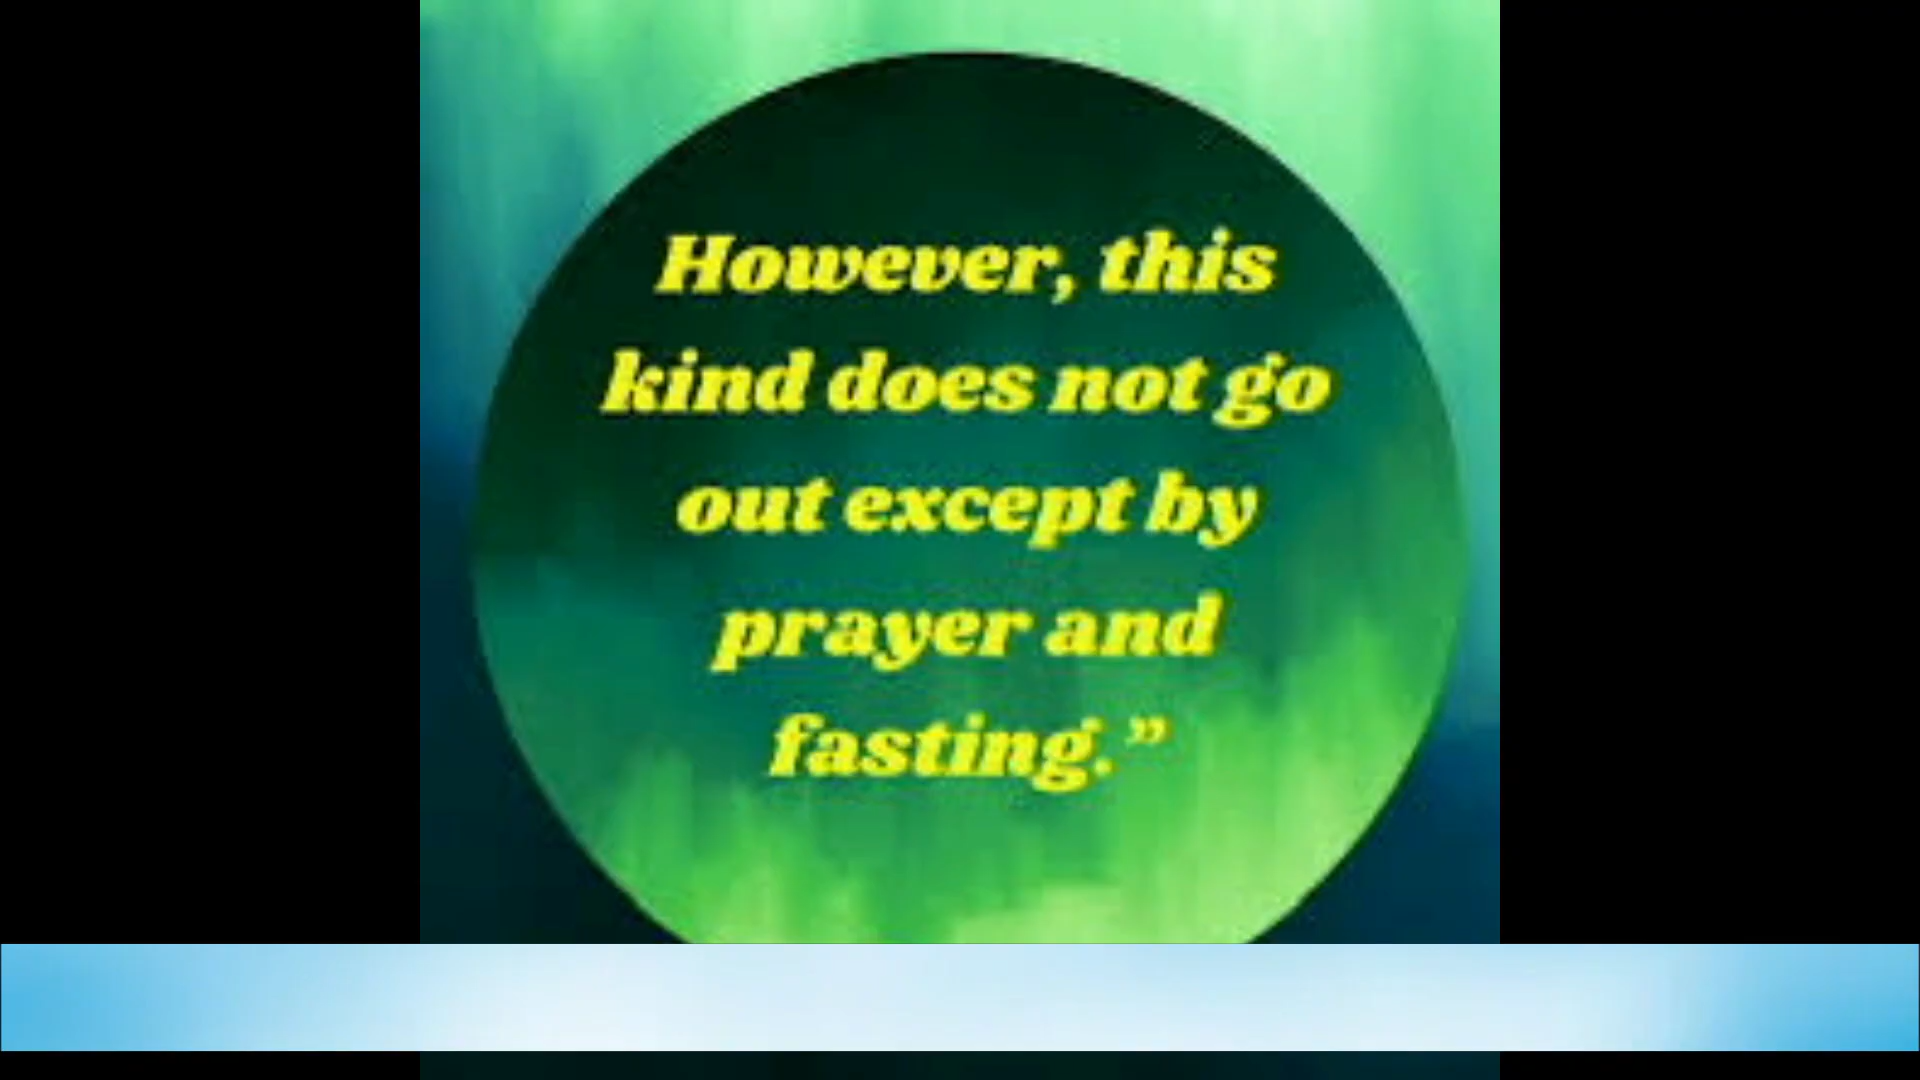 However, this
kind does not go
out except by
prayer and
fasting.”